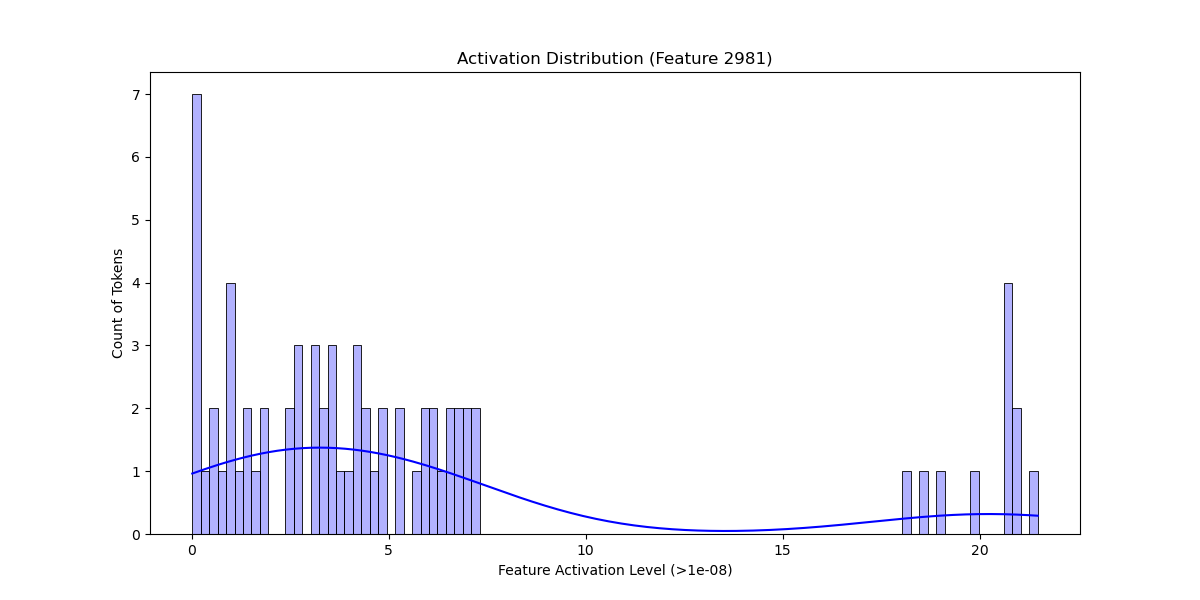 Activation Distribution (Feature 2981)
7
6
5
4
3
2
1
0
Count of Tokens
0 5 10 15 20
Feature Activation Level (>1e-08)